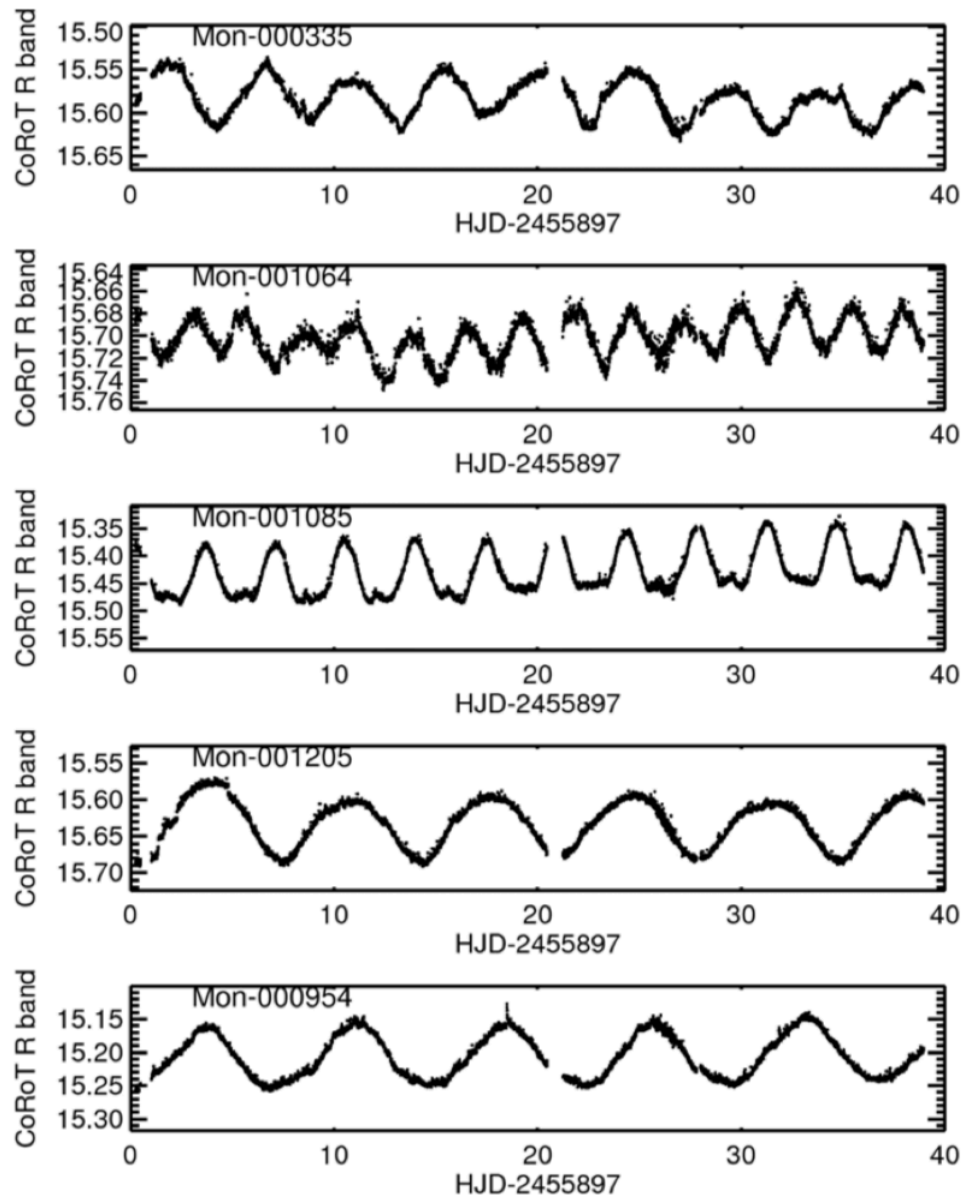 Mon-000335
CoRoT R band
15.50
15.55
15.60
15.65
0 10 20 30 40
HJD-2455897
Mon-001064
CoRoT R band
15.64
15.66
15.68
15.70
15.72
15.74
15.76
0 10 20 30 40
HJD-2455897
Mon-001085
CoRoT R band
15.35
15.40
15.45
15.50
15.55
0 10 20 30 40
HJD-2455897
Mon-001205
CoRoT R band
15.55
15.60
15.65
15.70
0 10 20 30 40
HJD-2455897
Mon-000954
CoRoT R band
15.15
15.20
15.25
15.30
0 10 20 30 40
HJD-2455897